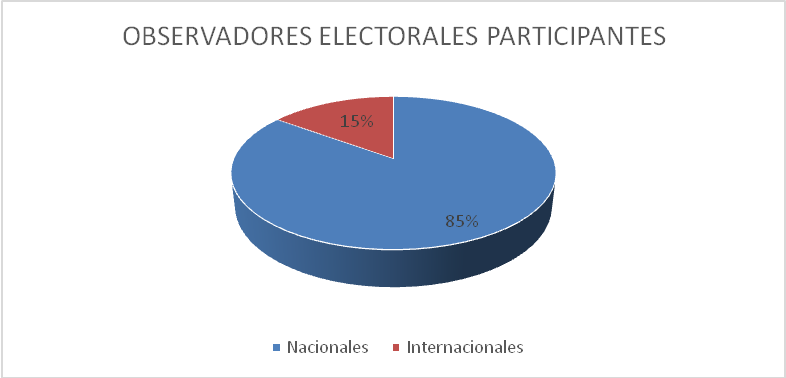 OBSERVADORES ELECTORALES PARTICIPANTES
15%
85%
Nacionales Internacionales